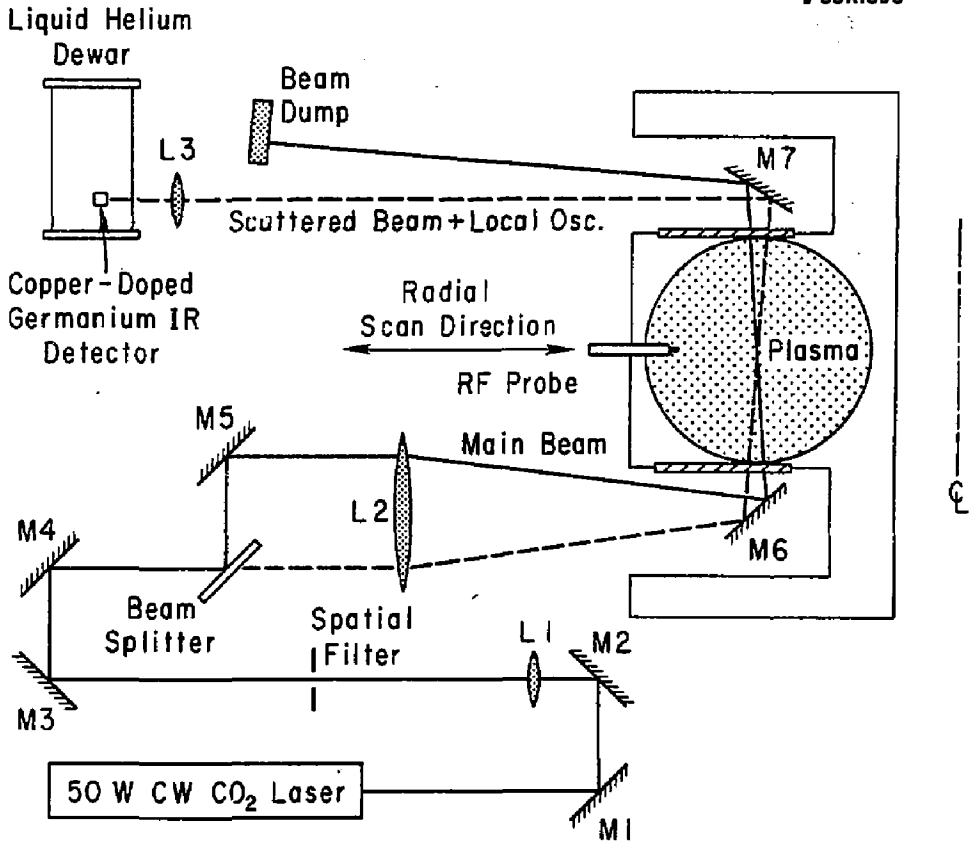 Liquid Helium
Dewar
Beam
Dump
L3
M7
Scattered Beam+Local Osc.
Copper-Doped
Germanium IR
Detector
Radial
Scan Direction
RF Probe
Plasma
M5
Main Beam
L2
M4
M6
℄
Beam
Splitter
Spatial
Filter
L1
M2
M3
50 W CW CO₂ Laser
M1